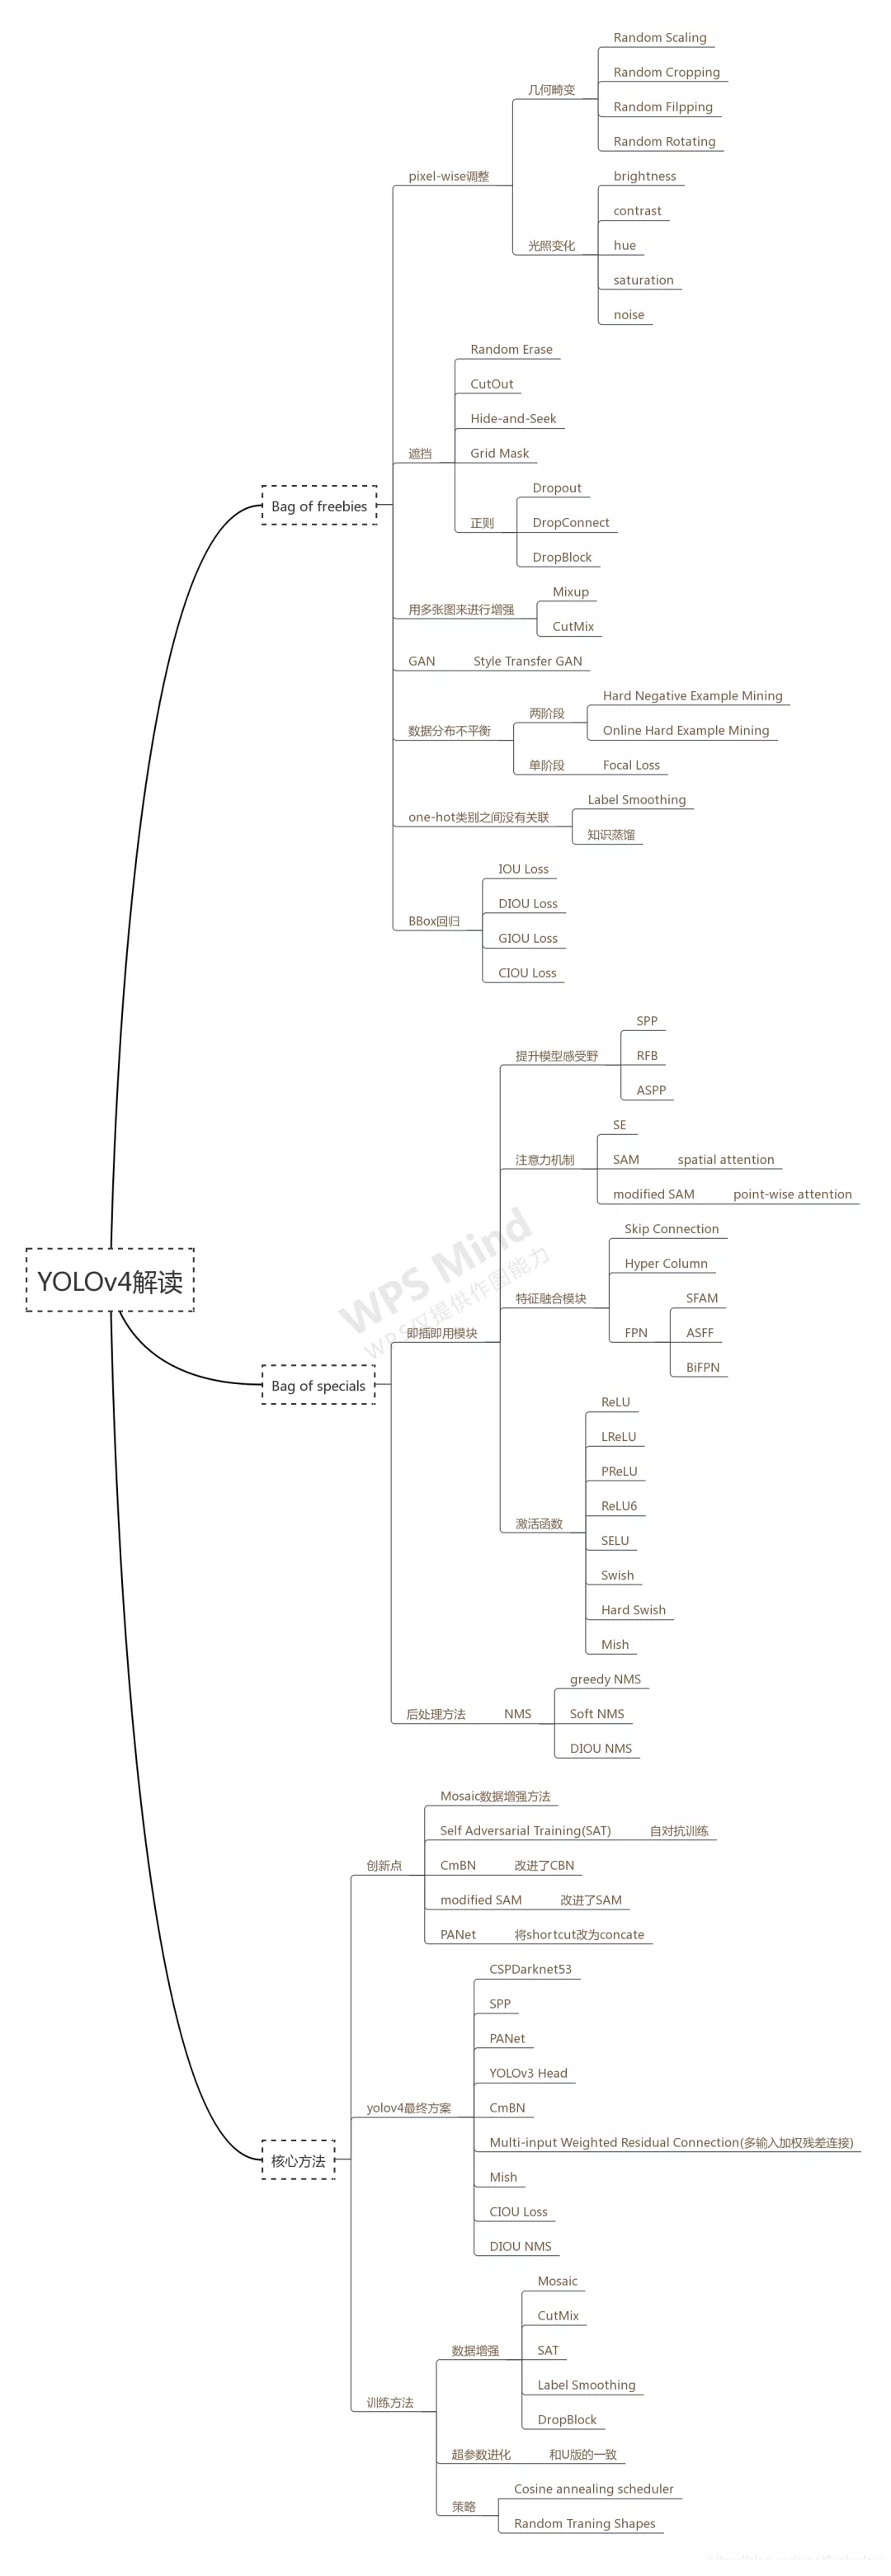 Random Scaling
Random Cropping
几何畸变
Random Filpping
Random Rotating
pixel-wise调整
brightness
contrast
光照变化
hue
saturation
noise
Random Erase
CutOut
Hide-and-Seek
遮挡
Grid Mask
Dropout
正则
DropConnect
DropBlock
Bag of freebies
用多张图来进行增强
Mixup
CutMix
GAN
Style Transfer GAN
数据分布不平衡
两阶段
Hard Negative Example Mining
Online Hard Example Mining
单阶段
Focal Loss
one-hot类别之间没有关联
Label Smoothing
知识蒸馏
BBox回归
IOU Loss
DIOU Loss
GIOU Loss
CIOU Loss
YOLOv4解读
Bag of specials
即插即用模块
提升模型感受野
SPP
RFB
ASPP
注意力机制
SE
SAM
spatial attention
modified SAM
point-wise attention
特征融合模块
Skip Connection
Hyper Column
FPN
SFAM
ASFF
BiFPN
激活函数
ReLU
LReLU
PReLU
ReLU6
SELU
Swish
Hard Swish
Mish
后处理方法
NMS
greedy NMS
Soft NMS
DIOU NMS
WPS Mind
WPS仅提供作图能力
核心方法
创新点
Mosaic数据增强方法
Self Adversarial Training(SAT)
自对抗训练
CmBN
改进了CBN
modified SAM
改进了SAM
PANet
将shortcut改为concate
yolov4最终方案
CSPDarknet53
SPP
PANet
YOLOv3 Head
CmBN
Multi-input Weighted Residual Connection(多输入加权残差连接)
Mish
CIOU Loss
DIOU NMS
训练方法
数据增强
Mosaic
CutMix
SAT
Label Smoothing
DropBlock
超参数进化
和U版的一致
策略
Cosine annealing scheduler
Random Traning Shapes